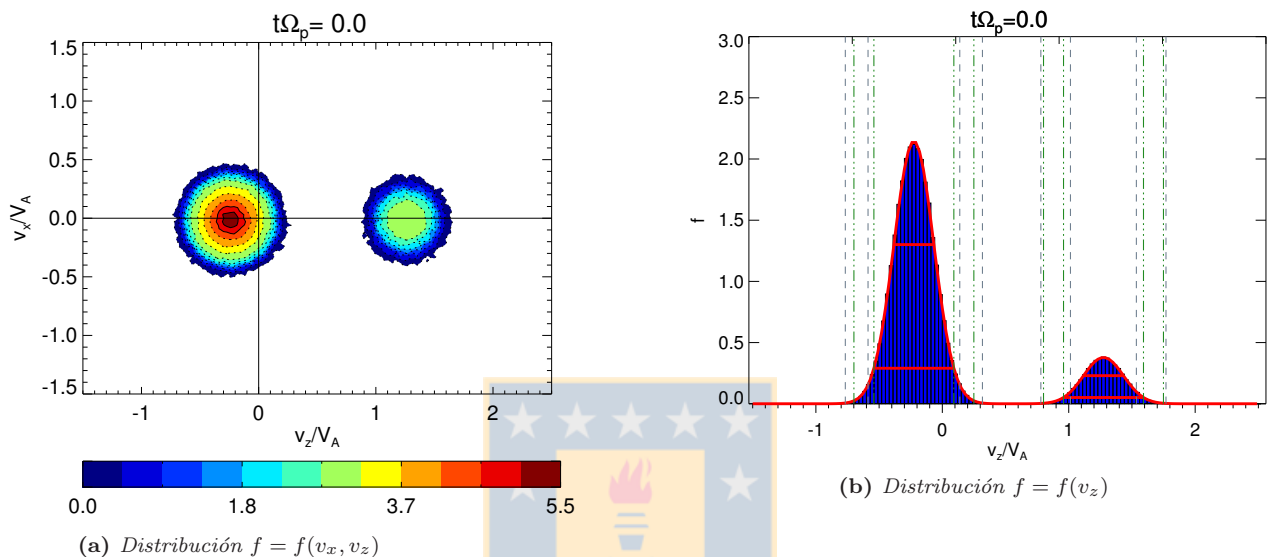 tΩp= 0.0
1.5
1.0
0.5
0.0
-0.5
-1.0
-1.5
vx/VA
-1 0 1 2
vz/VA
0.0 1.8 3.7 5.5
(a) Distribución f = f(vx, vz)
tΩp=0.0
3.0
2.5
2.0
1.5
1.0
0.5
0.0
f
-1 0 1 2
vz/VA
(b) Distribución f = f(vz)